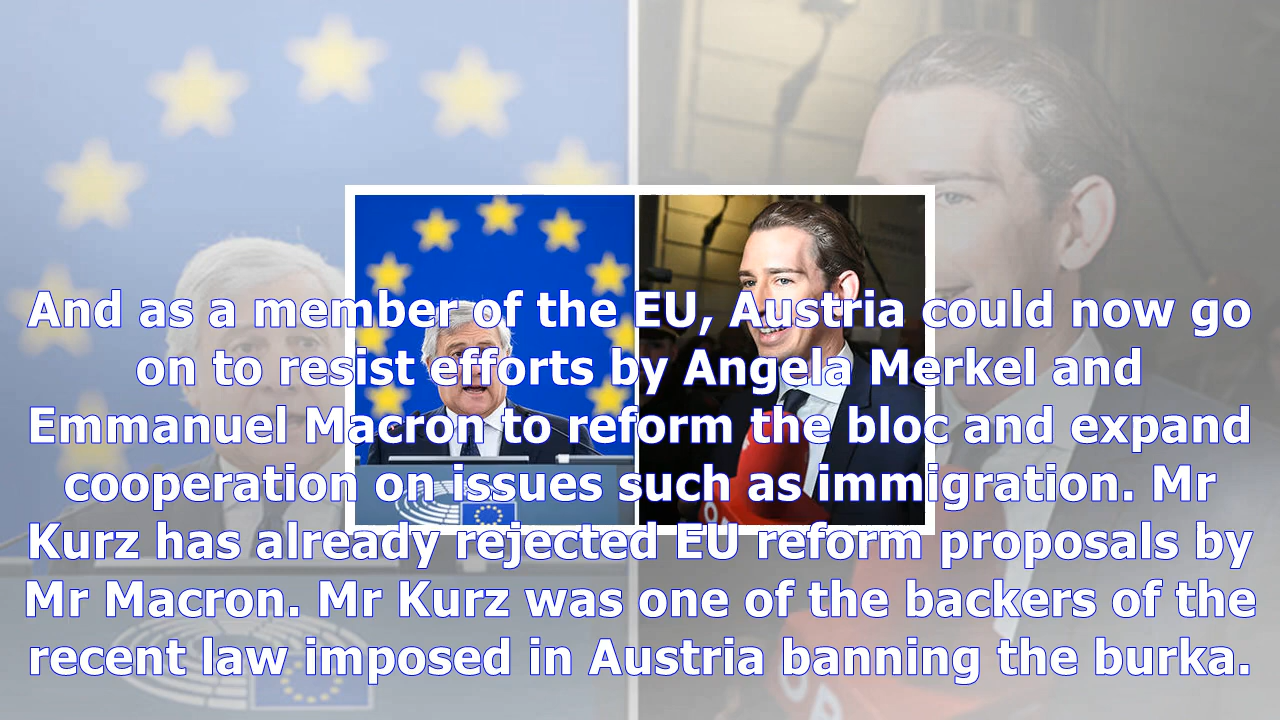 And as a member of the EU, Austria could now go
on to resist efforts by Angela Merkel and
Emmanuel Macron to reform the bloc and expand
cooperation on issues such as immigration. Mr
Kurz has already rejected EU reform proposals by
Mr Macron. Mr Kurz was one of the backers of the
recent law imposed in Austria banning the burka.